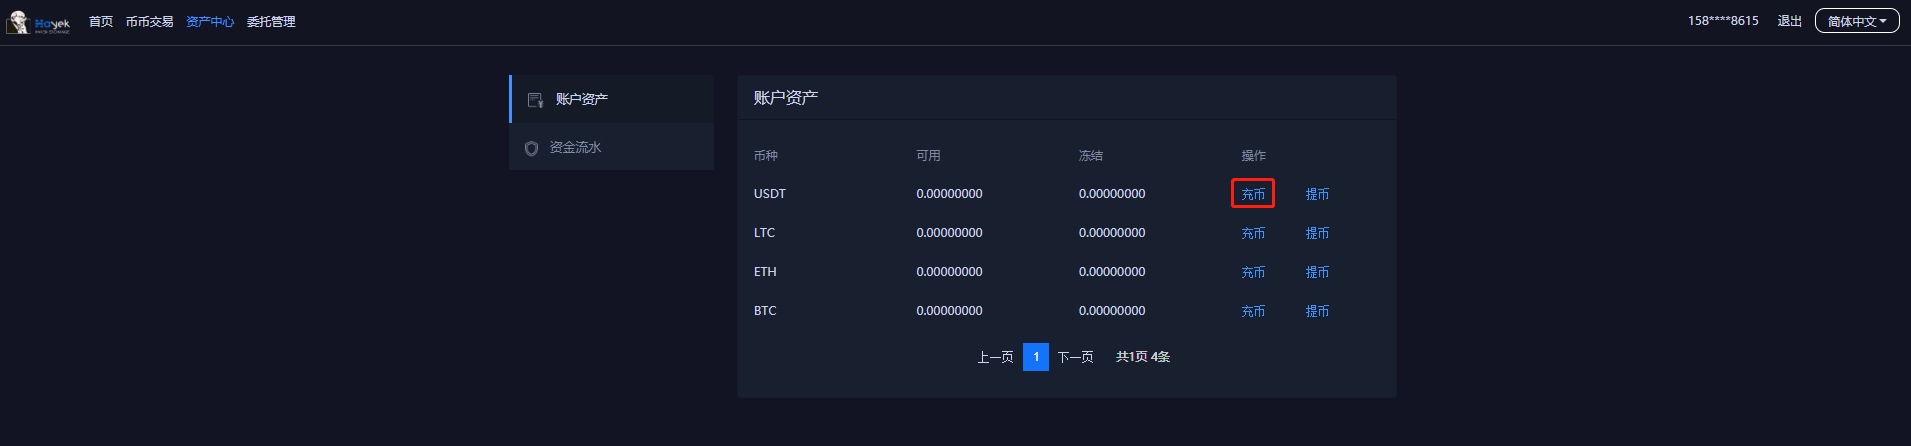 Hayek 首页 币币交易 资产中心 委托管理 158****8615 退出 简体中文
账户资产
资金流水
账户资产
币种 可用 冻结 操作
USDT 0.00000000 0.00000000 充币 提币
LTC 0.00000000 0.00000000 充币 提币
ETH 0.00000000 0.00000000 充币 提币
BTC 0.00000000 0.00000000 充币 提币
上一页 1 下一页 共1页 4条